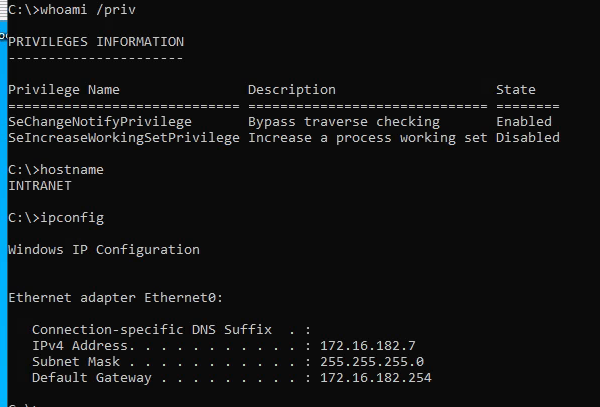 C:\>whoami /priv
PRIVILEGES INFORMATION
----------------------
Privilege Name                Description                    State
============================= ============================== ========
SeChangeNotifyPrivilege       Bypass traverse checking       Enabled
SeIncreaseWorkingSetPrivilege Increase a process working set Disabled
C:\>hostname
INTRANET
C:\>ipconfig
Windows IP Configuration
Ethernet adapter Ethernet0:
   Connection-specific DNS Suffix  . :
   IPv4 Address. . . . . . . . . . . : 172.16.182.7
   Subnet Mask . . . . . . . . . . . : 255.255.255.0
   Default Gateway . . . . . . . . . : 172.16.182.254